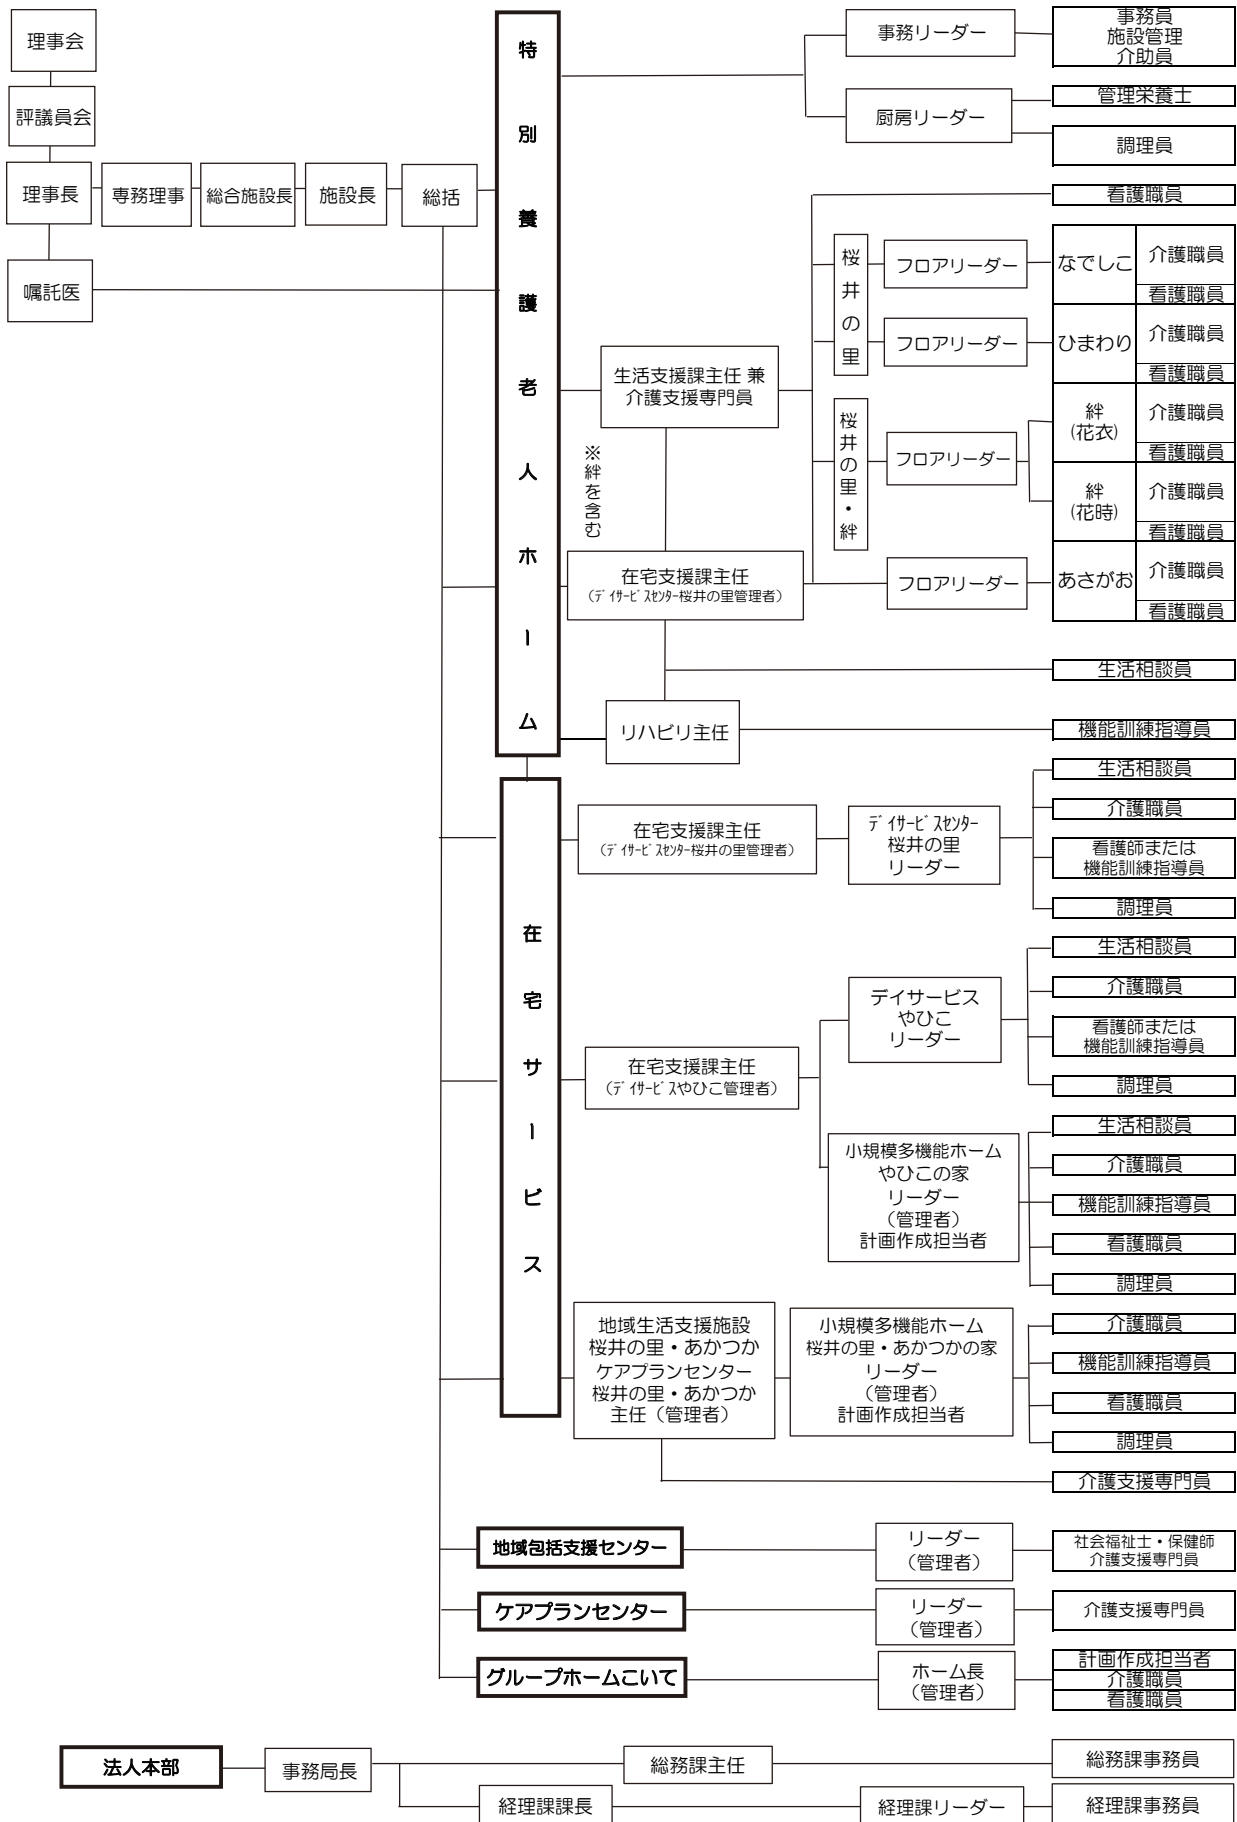 理事会
評議員会
理事長
専務理事
総合施設長
施設長
総括
嘱託医
特別養護老人ホーム
事務リーダー
事務員
施設管理
介助員
厨房リーダー
管理栄養士
調理員
看護職員
生活支援課主任 兼
介護支援専門員
※絆を含む
桜井の里
フロアリーダー
なでしこ
介護職員
看護職員
フロアリーダー
ひまわり
介護職員
看護職員
桜井の里・絆
フロアリーダー
絆
(花衣)
介護職員
看護職員
絆
(花時)
介護職員
看護職員
在宅支援課主任
(デイサービスセンター桜井の里管理者)
フロアリーダー
あさがお
介護職員
看護職員
生活相談員
リハビリ主任
機能訓練指導員
在宅サービス
在宅支援課主任
(デイサービスセンター桜井の里管理者)
デイサービスセンター
桜井の里
リーダー
生活相談員
介護職員
看護師または
機能訓練指導員
調理員
在宅支援課主任
(デイサービスやひこ管理者)
デイサービス
やひこ
リーダー
生活相談員
介護職員
看護師または
機能訓練指導員
調理員
小規模多機能ホーム
やひこの家
リーダー
(管理者)
計画作成担当者
生活相談員
介護職員
機能訓練指導員
看護職員
調理員
地域生活支援施設
桜井の里・あかつか
ケアプランセンター
桜井の里・あかつか
主任(管理者)
小規模多機能ホーム
桜井の里・あかつかの家
リーダー
(管理者)
計画作成担当者
介護職員
機能訓練指導員
看護職員
調理員
介護支援専門員
地域包括支援センター
リーダー
(管理者)
社会福祉士・保健師
介護支援専門員
ケアプランセンター
リーダー
(管理者)
介護支援専門員
グループホームこいて
ホーム長
(管理者)
計画作成担当者
介護職員
看護職員
法人本部
事務局長
総務課主任
総務課事務員
経理課課長
経理課リーダー
経理課事務員